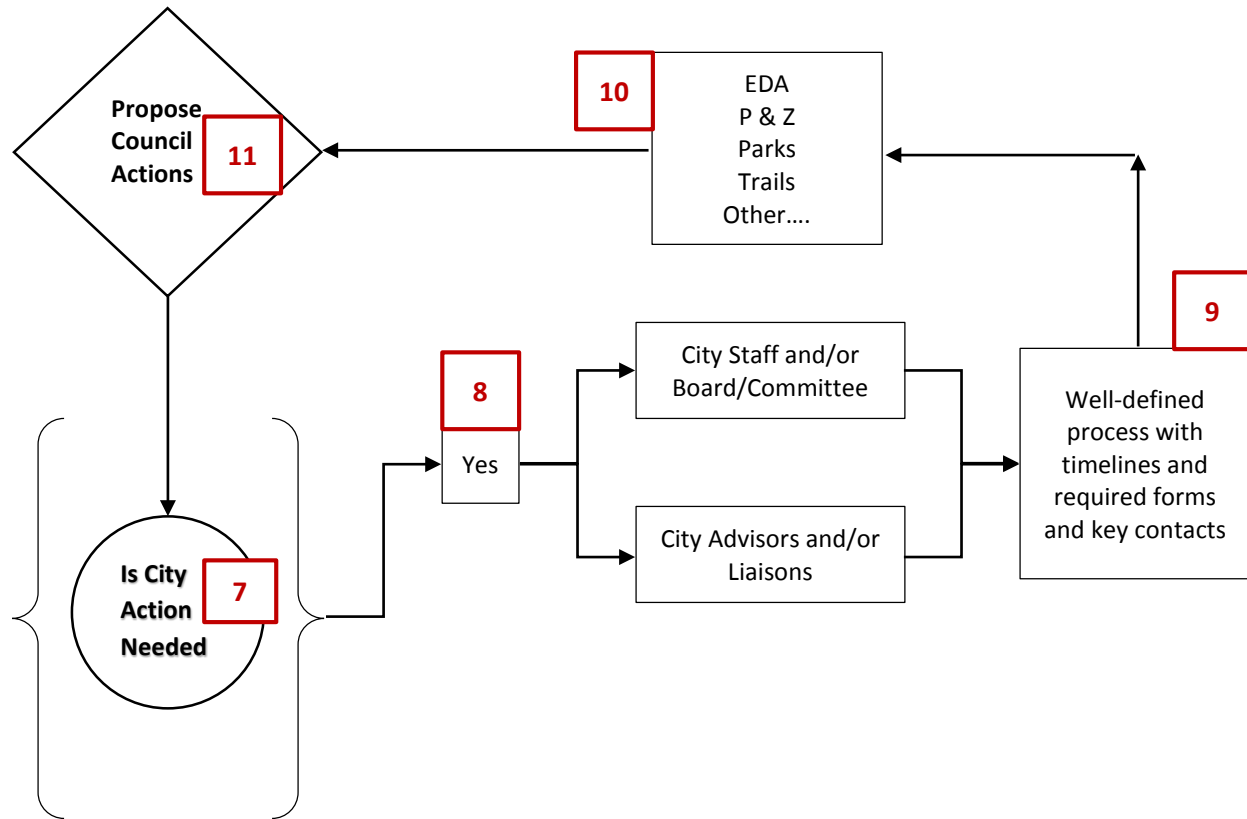 10
EDA
P & Z
Parks
Trails
Other....
Propose
Council
Actions
11
9
8
City Staff and/or
Board/Committee
Well-defined
process with
timelines and
required forms
and key contacts
Yes
City Advisors and/or
Liaisons
Is City
Action
Needed
7